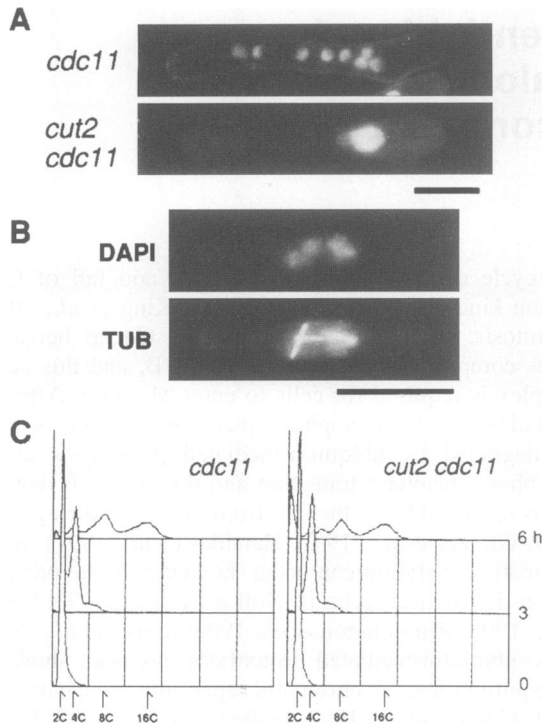 A
cdc11
cut2
cdc11
B
DAPI
TUB
C
cdc11
cut2 cdc11
6 h
3
0
2C 4C 8C 16C
2C 4C 8C 16C